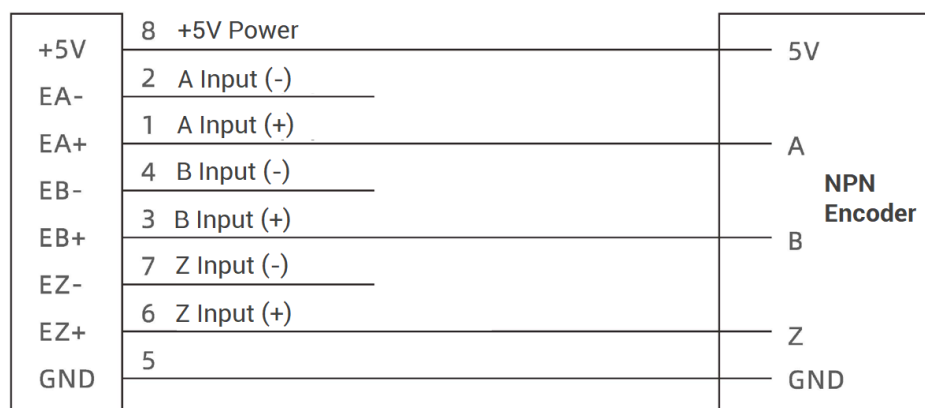 +5V 8 +5V Power 5V
EA- 2 A Input (-)
EA+ 1 A Input (+) A
EB- 4 B Input (-)
NPN
Encoder
EB+ 3 B Input (+) B
EZ- 7 Z Input (-)
EZ+ 6 Z Input (+) Z
GND 5 GND